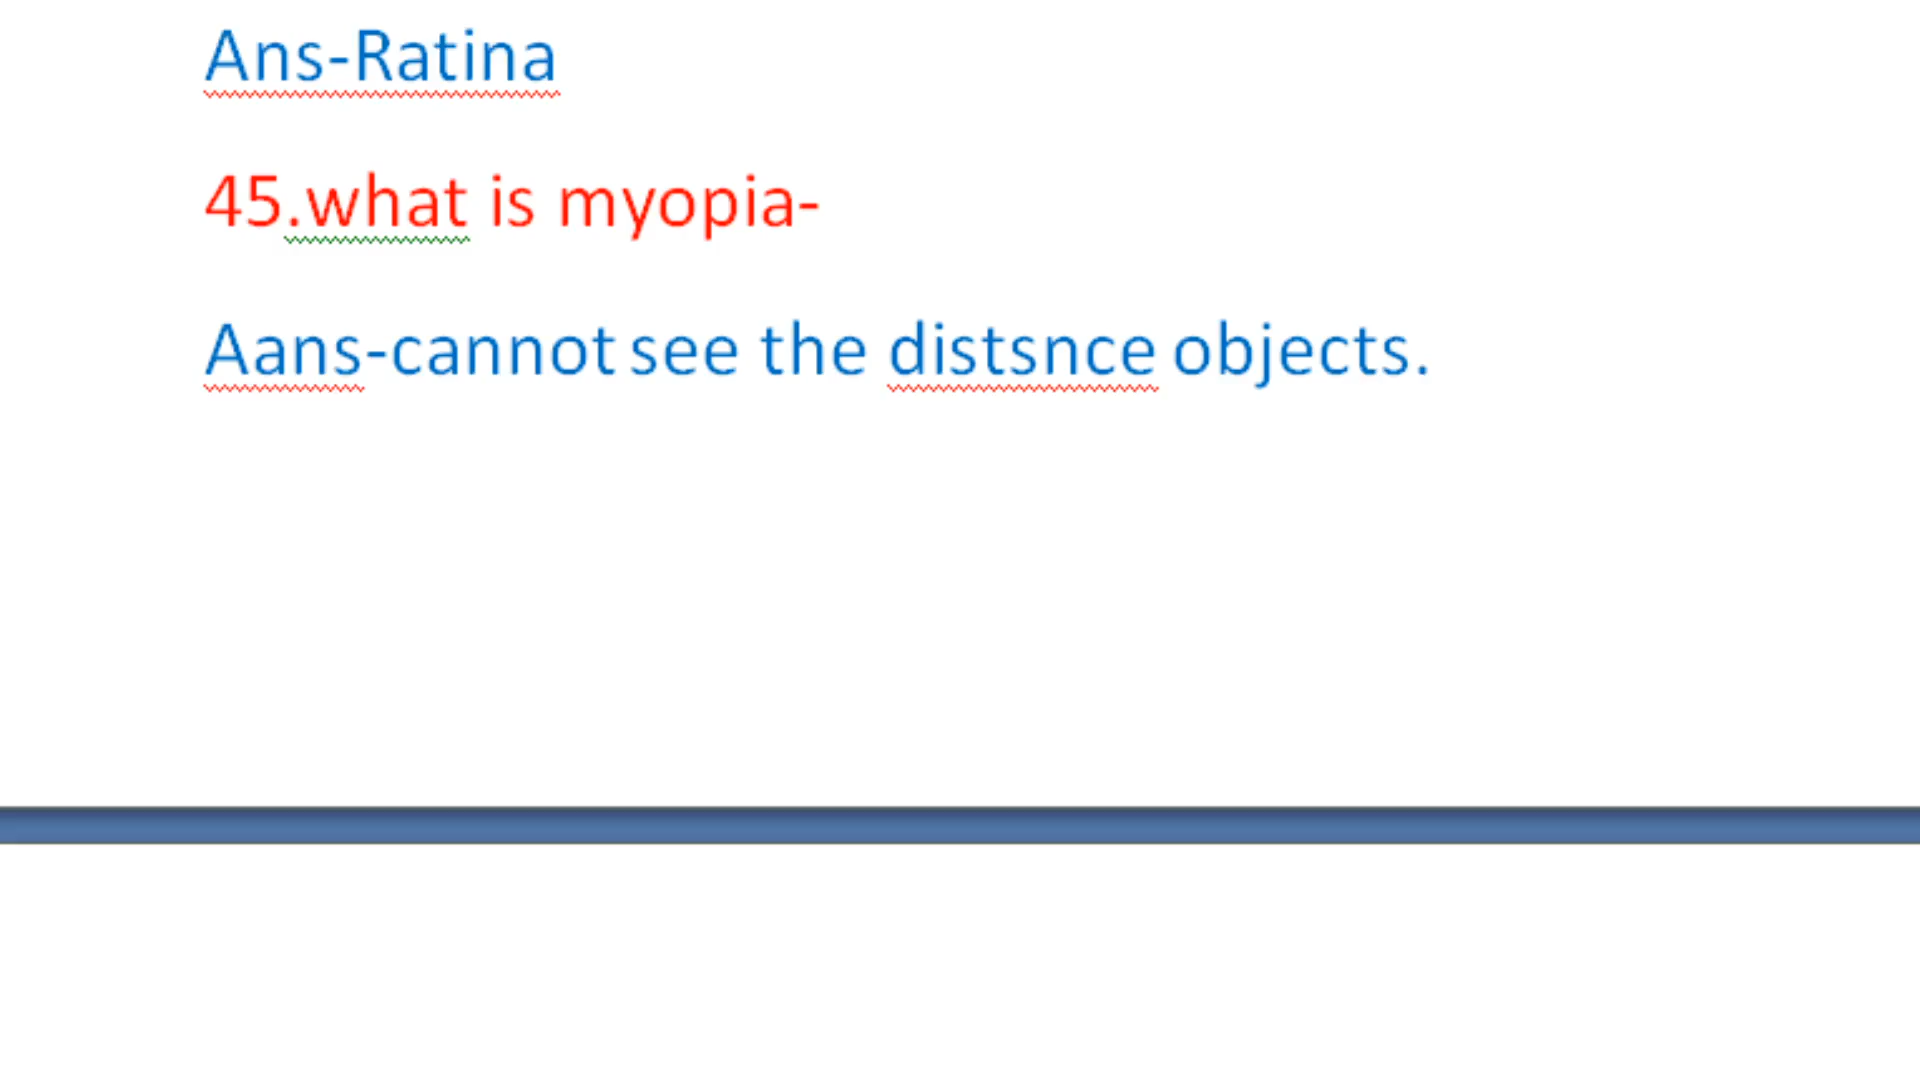 Ans-Ratina
45.what is myopia-
Aans-cannot see the distsnce objects.